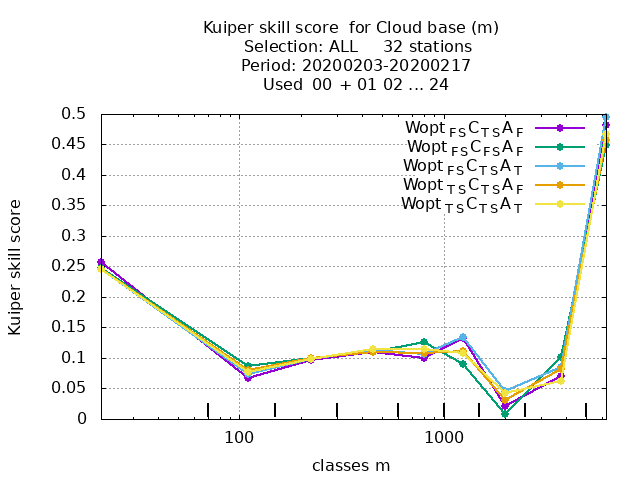 Kuiper skill score  for Cloud base (m)
Selection: ALL     32 stations
Period: 20200203-20200217
Used  00 + 01 02 ... 24
0.5
0.45
0.4
0.35
0.3
0.25
0.2
0.15
0.1
0.05
0
Kuiper skill score
Wopt FS C TS A F
Wopt FS C FS A F
Wopt FS C TS A T
Wopt TS C TS A F
Wopt TS C TS A T
100 1000
classes m